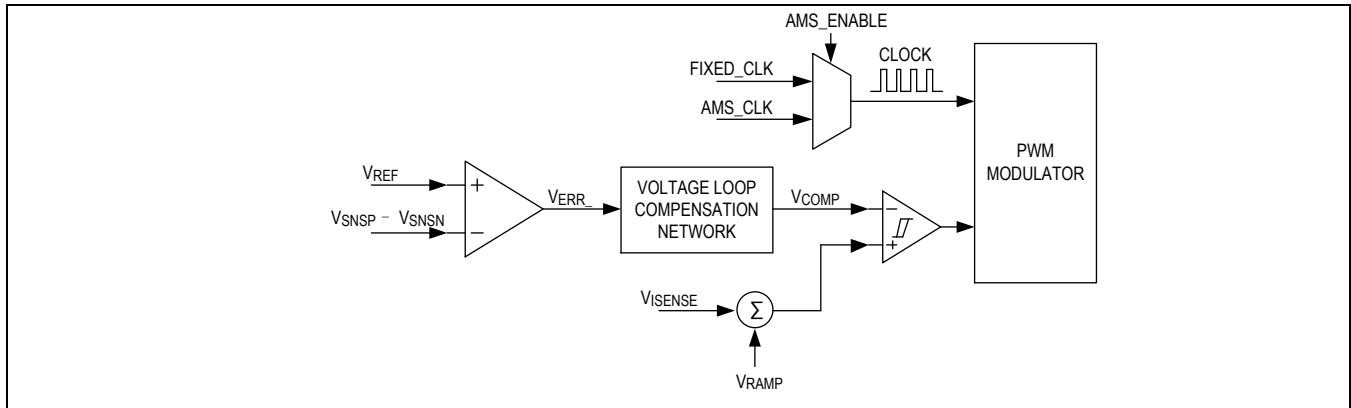 AMS_ENABLE
FIXED_CLK
CLOCK
AMS_CLK
PWM
MODULATOR
VREF
+
VSNSP - VSNSN
-
VERR_
VOLTAGE LOOP
COMPENSATION
NETWORK
VCOMP
-
+
VISENSE
Σ
VRAMP